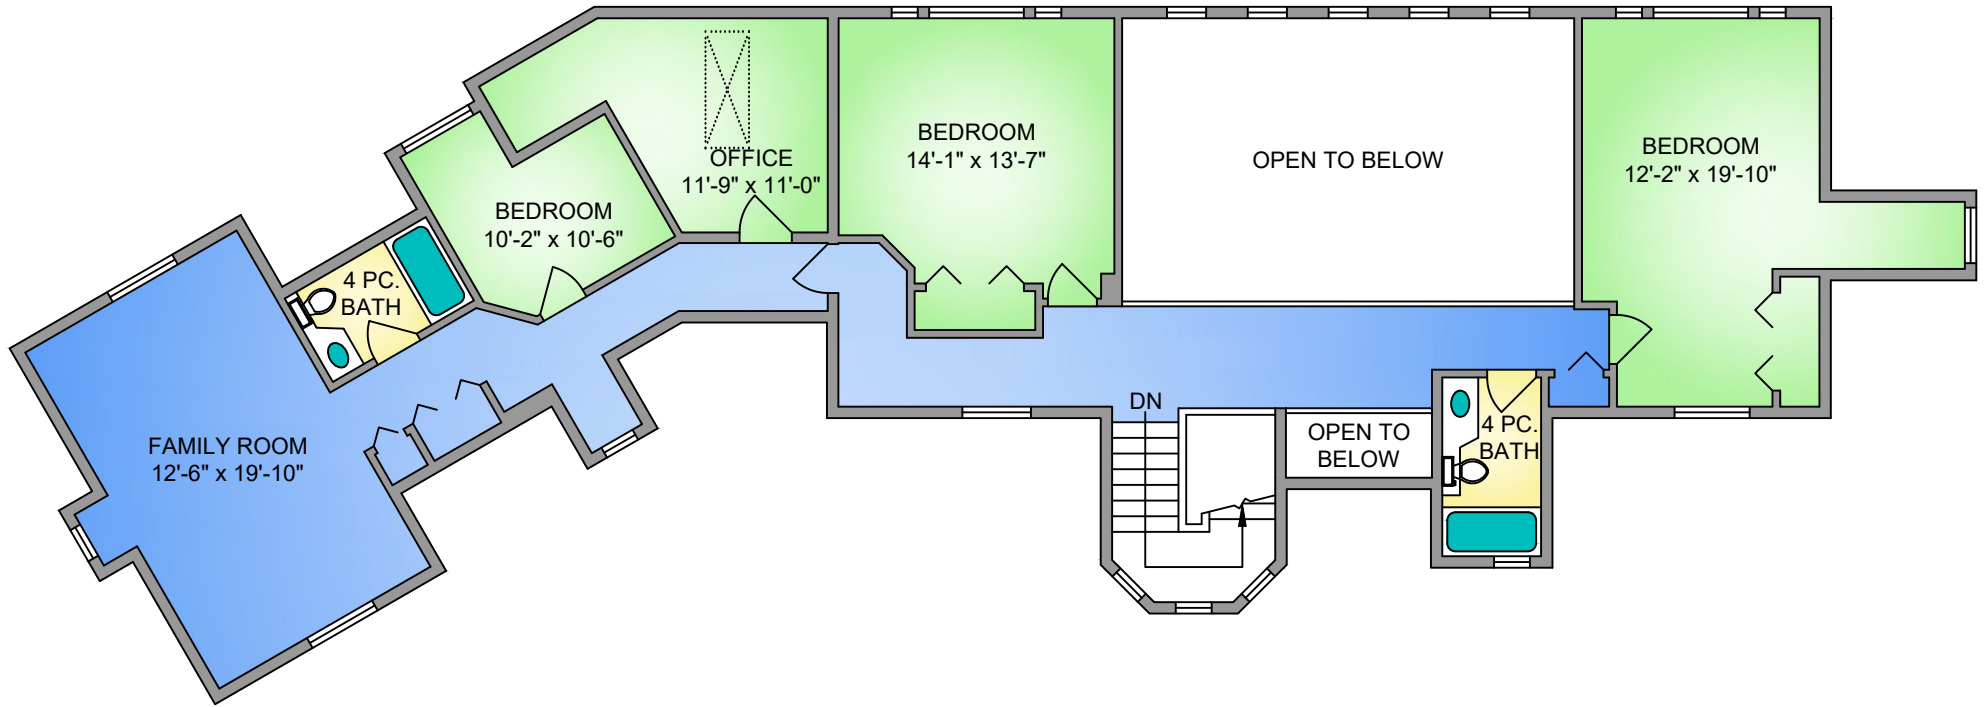 BEDROOM
14'-1" x 13'-7"
OPEN TO BELOW
BEDROOM
12'-2" x 19'-10"
OFFICE
11'-9" x 11'-0"
BEDROOM
10'-2" x 10'-6"
4 PC.
BATH
FAMILY ROOM
12'-6" x 19'-10"
DN
OPEN TO
BELOW
4 PC.
BATH